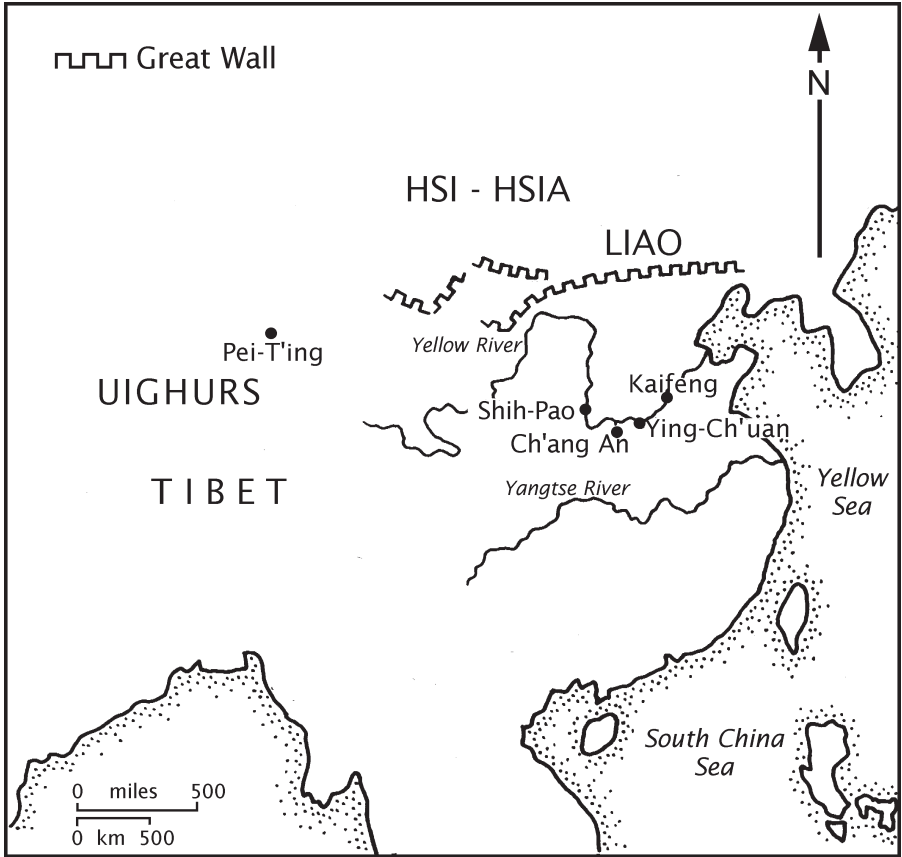 Great Wall
N
HSI - HSIA
LIAO
Yellow River
Pei-T'ing
UIGHURS
Kaifeng
Shih-Pao
Ying-Ch'uan
Ch'ang An
TIBET
Yangtse River
Yellow
Sea
South China
Sea
0 miles 500
0 km 500